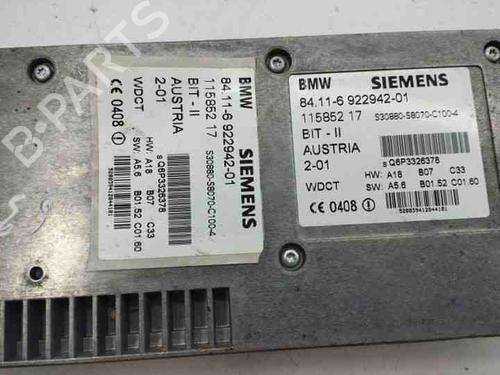 BMW SIEMENS
84.11-6 922942-01
115852 17 S30880-S8070-C100-4
BIT - II
AUSTRIA
2-01 s Q6P3326378
HW: A18 B07 C33
WDCT SW: A5.6 B01.52 C01.60
CE 0408
BMW SIEMENS
84.11-6 922942-01
115852 17 S30880-S8070-C100-4
BIT - II
AUSTRIA
2-01 s Q6P3326378
HW: A18 B07 C33
WDCT SW: A5.6 B01.52 C01.60
CE 0408